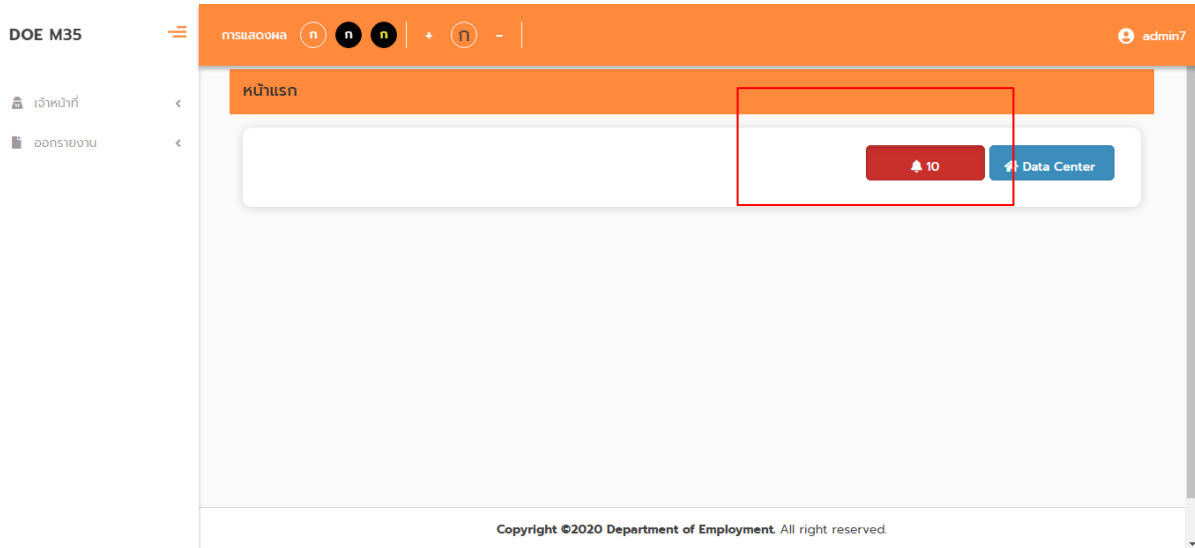 DOE M35
การแสดงผล ก ก ก + ก -
admin7
หน้าแรก
เจ้าหน้าที่
ออกรายงาน
10
Data Center
Copyright ©2020 Department of Employment. All right reserved.